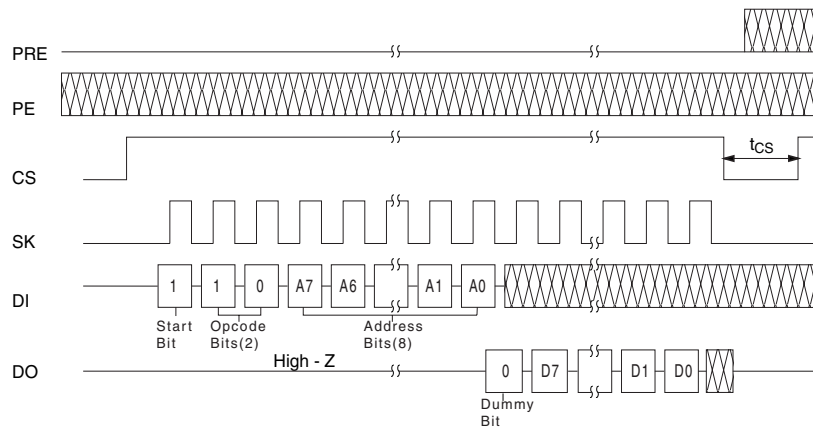 PRE
PE
CS
tCS
SK
DI
1 1 0 A7 A6 A1 A0
Start Bit
Opcode Bits(2)
Address Bits(8)
DO
High - Z
0 D7 D1 D0
Dummy Bit